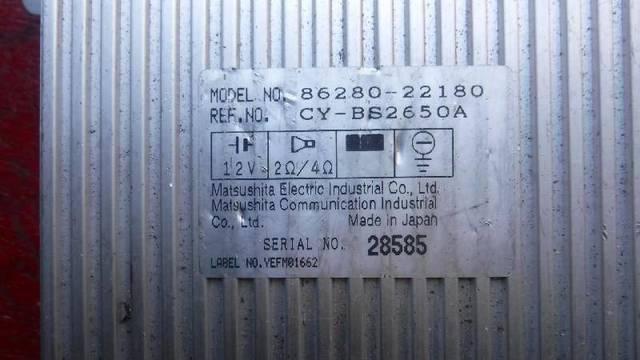 MODEL NO. 86280-22180
REF.NO. CY-BS2650A
12V 2Ω/4Ω
Matsushita Electric Industrial Co., Ltd.
Matsushita Communication Industrial
Co., Ltd. Made in Japan
SERIAL NO. 28585
LABEL NO.YEFM01662